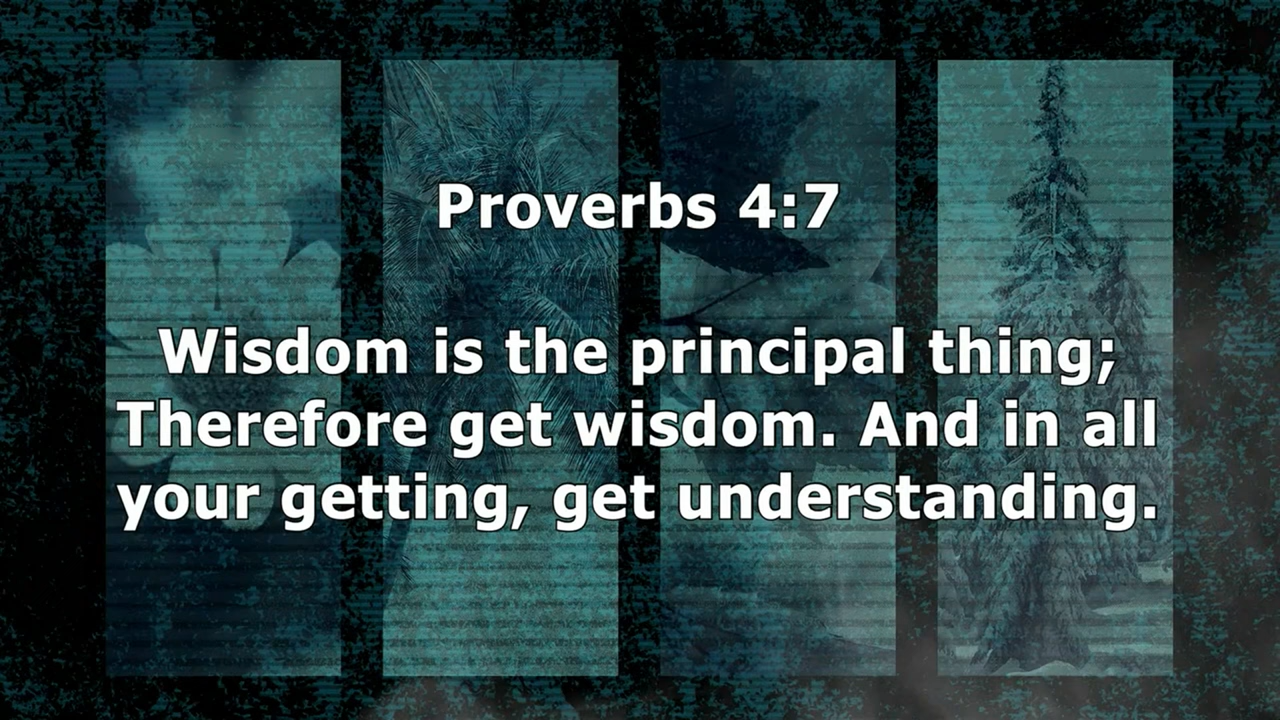 Proverbs 4:7
Wisdom is the principal thing;
Therefore get wisdom. And in all
your getting, get understanding.